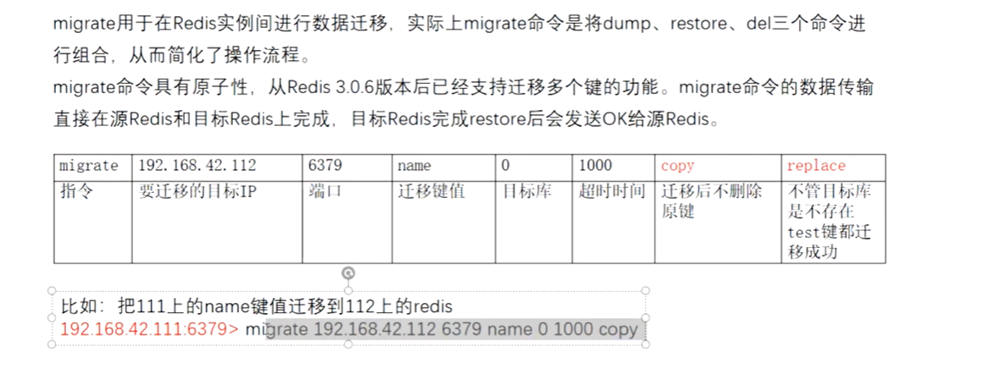 migrate用于在Redis实例间进行数据迁移，实际上migrate命令是将dump、restore、del三个命令进
行组合，从而简化了操作流程。
migrate命令具有原子性，从Redis 3.0.6版本后已经支持迁移多个键的功能。migrate命令的数据传输
直接在源Redis和目标Redis上完成，目标Redis完成restore后会发送OK给源Redis。
migrate 192.168.42.112 6379 name 0 1000 copy replace
指令 要迁移的目标IP 端口 迁移键值 目标库 超时时间 迁移后不删除 不管目标库
原键 是不存在
test键都迁
移成功
比如：把111上的name键值迁移到112上的redis
192.168.42.111:6379> migrate 192.168.42.112 6379 name 0 1000 copy